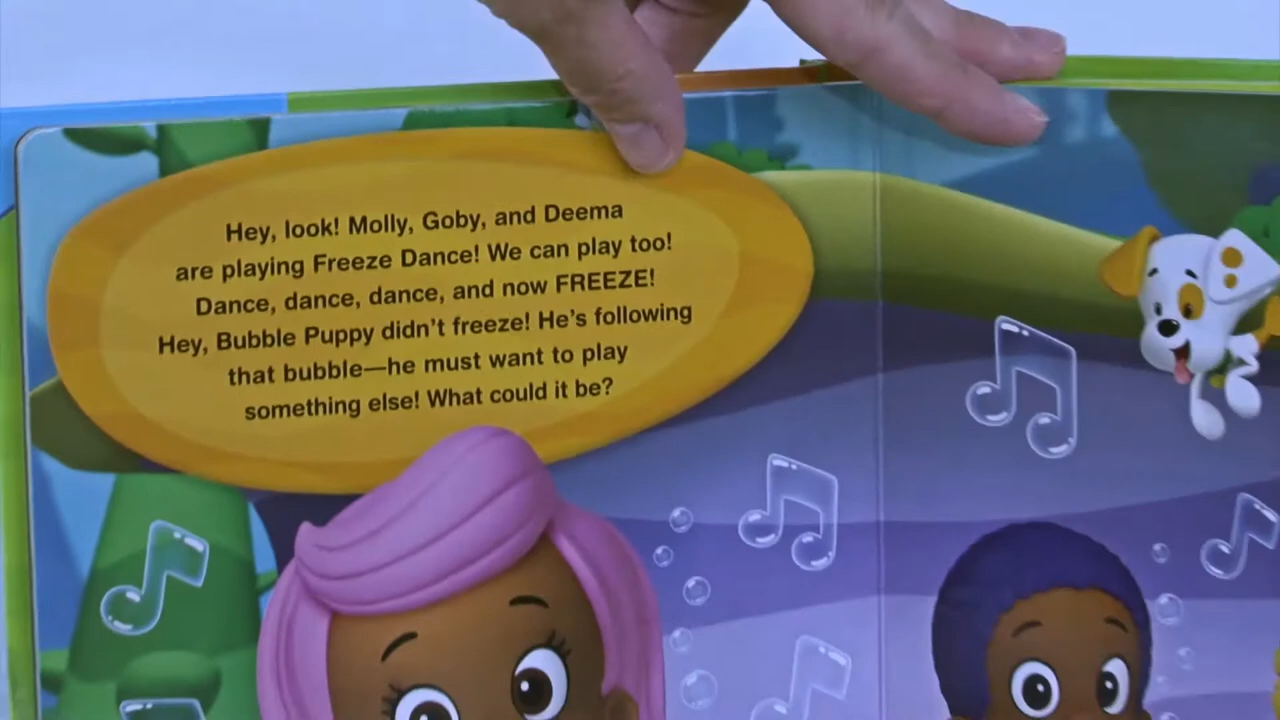 Hey, look! Molly, Goby, and Deema
are playing Freeze Dance! We can play too!
Dance, dance, dance, and now FREEZE!
Hey, Bubble Puppy didn't freeze! He's following
that bubble—he must want to play
something else! What could it be?